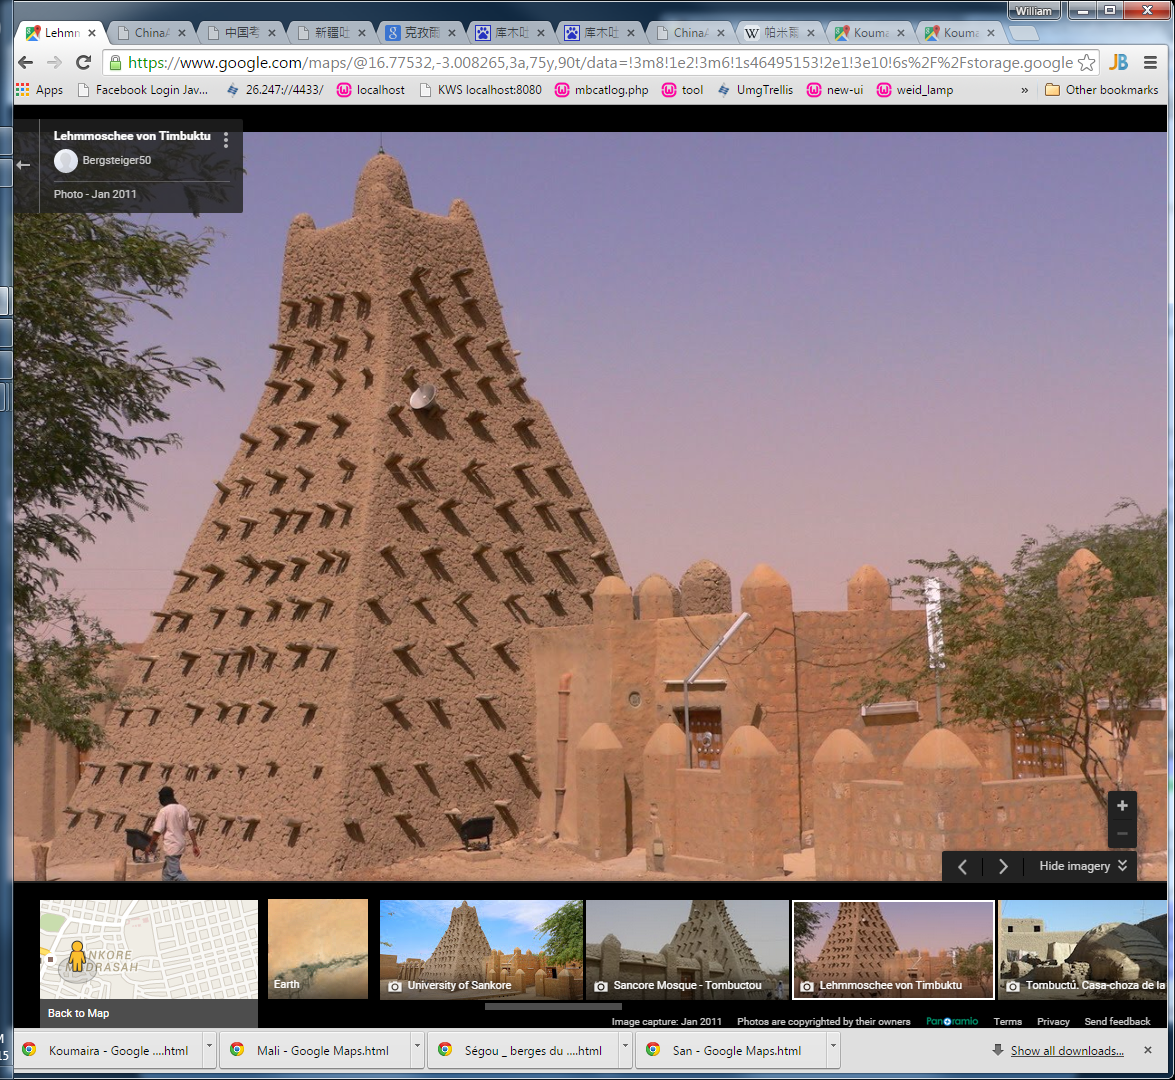 William
Lehmn
ChinaA
中国考
新疆吐
克孜爾
库木吐
库木吐
ChinaA
帕米爾
Kouma
Kouma
https://www.google.com/maps/@16.77532,-3.008265,3a,75y,90t/data=!3m8!1e2!3m6!1s46495153!2e1!3e10!6s%2F%2Fstorage.google
JB
Apps
Facebook Login Jav...
26.247://4433/
localhost
KWS localhost:8080
mbcatlog.php
tool
UmgTrellis
new-ui
weid_lamp
»
Other bookmarks
Lehmmoschee von Timbuktu
Bergsteiger50
Photo - Jan 2011
Hide imagery
NKORE
MADRASAH
Back to Map
Earth
University of Sankore
Sancore Mosque - Tombuctou
Lehmmoschee von Timbuktu
Tombuctú. Casa-choza de la
Image capture: Jan 2011
Photos are copyrighted by their owners
Panoramio
Terms
Privacy
Send feedback
Koumaira - Google ....html
Mali - Google Maps.html
Ségou _ berges du ....html
San - Google Maps.html
Show all downloads...
M
15